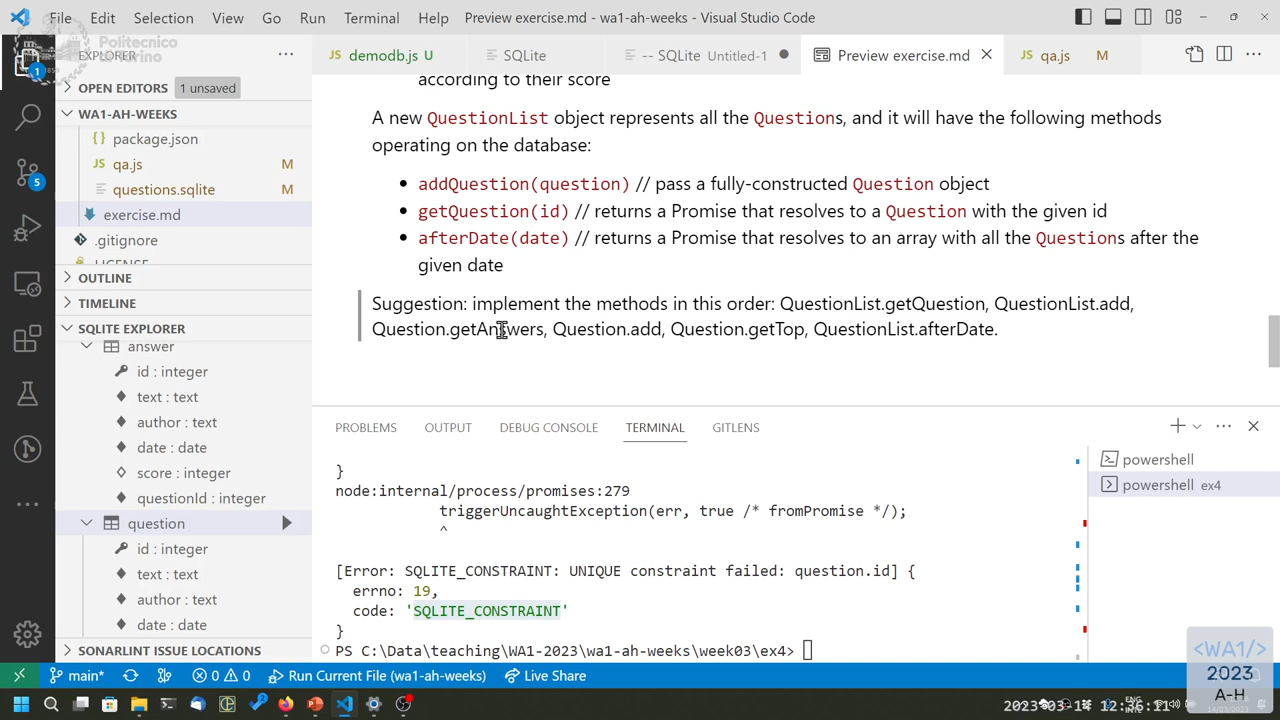 File Edit Selection View Go Run Terminal Help Preview exercise.md - wa1-ah-weeks - Visual Studio Code
Politecnico
EXPLORER
demodb.js U
SQLite
-- SQLite Untitled-1
Preview exercise.md
qa.js M
OPEN EDITORS 1 unsaved
WA1-AH-WEEKS
package.json
qa.js M
questions.sqlite M
exercise.md
.gitignore
LICENSE
OUTLINE
TIMELINE
SQLITE EXPLORER
answer
id : integer
text : text
author : text
date : date
score : integer
questionId : integer
question
id : integer
text : text
author : text
date : date
SONARLINT ISSUE LOCATIONS
1
5
according to their score
A new QuestionList object represents all the Questions, and it will have the following methods
operating on the database:
• addQuestion(question) // pass a fully-constructed Question object
• getQuestion(id) // returns a Promise that resolves to a Question with the given id
• afterDate(date) // returns a Promise that resolves to an array with all the Questions after the
given date
Suggestion: implement the methods in this order: QuestionList.getQuestion, QuestionList.add,
Question.getAnswers, Question.add, Question.getTop, QuestionList.afterDate.
PROBLEMS OUTPUT DEBUG CONSOLE TERMINAL GITLENS
}
node:internal/process/promises:279
triggerUncaughtException(err, true /* fromPromise */);
^
[Error: SQLITE_CONSTRAINT: UNIQUE constraint failed: question.id] {
errno: 19,
code: 'SQLITE_CONSTRAINT'
}
PS C:\Data\teaching\WA1-2023\wa1-ah-weeks\week03\ex4>
powershell
powershell ex4
<WA1/>
2023
A-H
main* 0 0 Run Current File (wa1-ah-weeks) Live Share
ENG